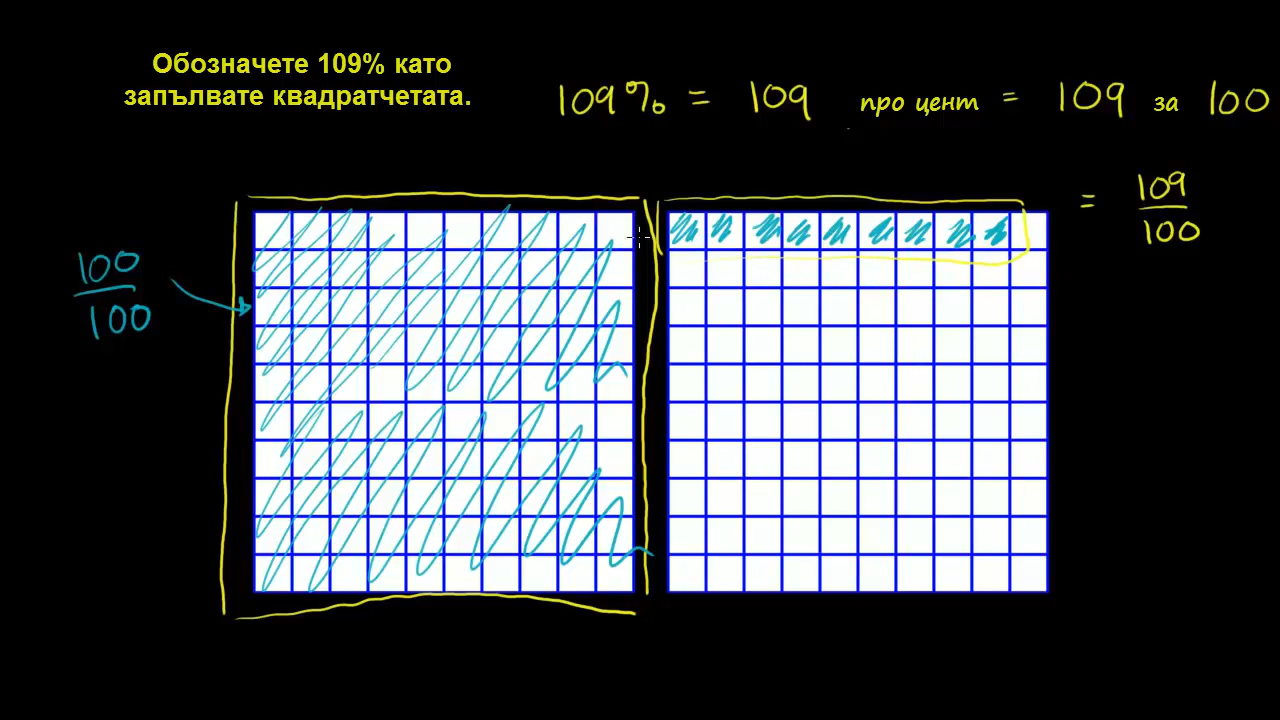 Обозначете 109% като
запълвате квадратчетата.
109% = 109 про цент = 109 за 100
= 109
100
100
100